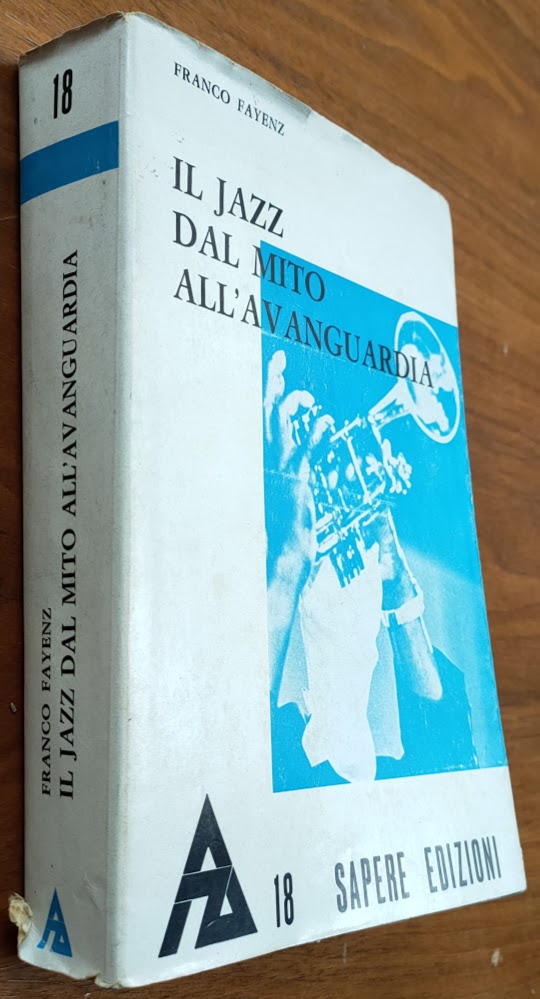 18
FRANCO FAYENZ
IL JAZZ DAL MITO ALL'AVANGUARDIA
FRANCO FAYENZ
IL JAZZ
DAL MITO
ALL'AVANGUARDIA
18 SAPERE EDIZIONI